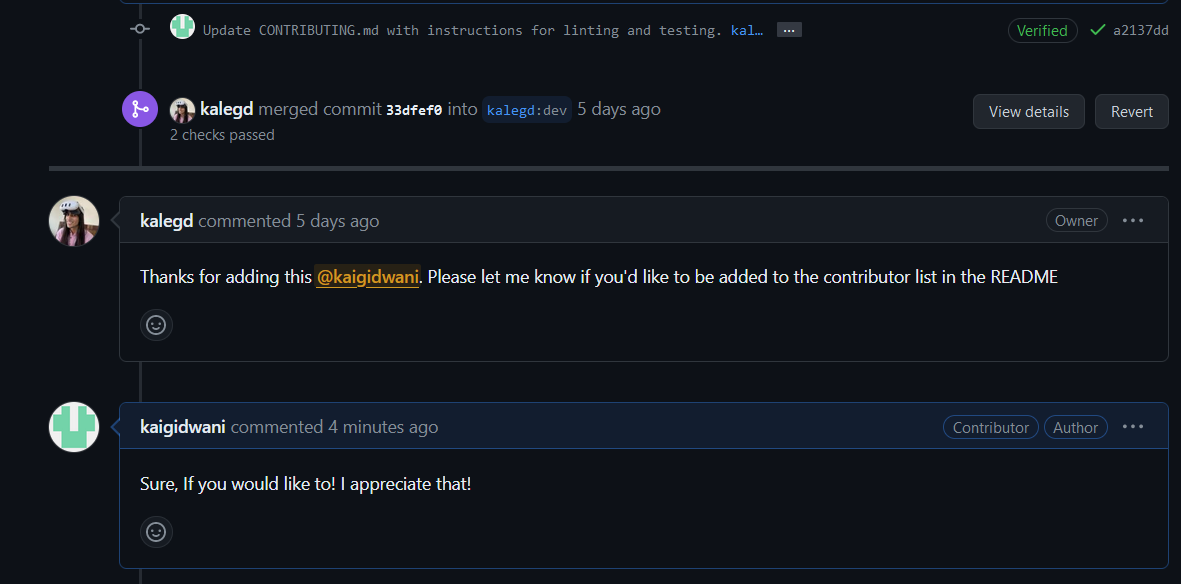 Update CONTRIBUTING.md with instructions for linting and testing. kal… ... Verified a2137dd
kalegd merged commit 33dfef0 into kalegd:dev 5 days ago View details Revert
2 checks passed
kalegd commented 5 days ago Owner ...
Thanks for adding this @kaigidwani. Please let me know if you'd like to be added to the contributor list in the README
kaigidwani commented 4 minutes ago Contributor Author ...
Sure, If you would like to! I appreciate that!